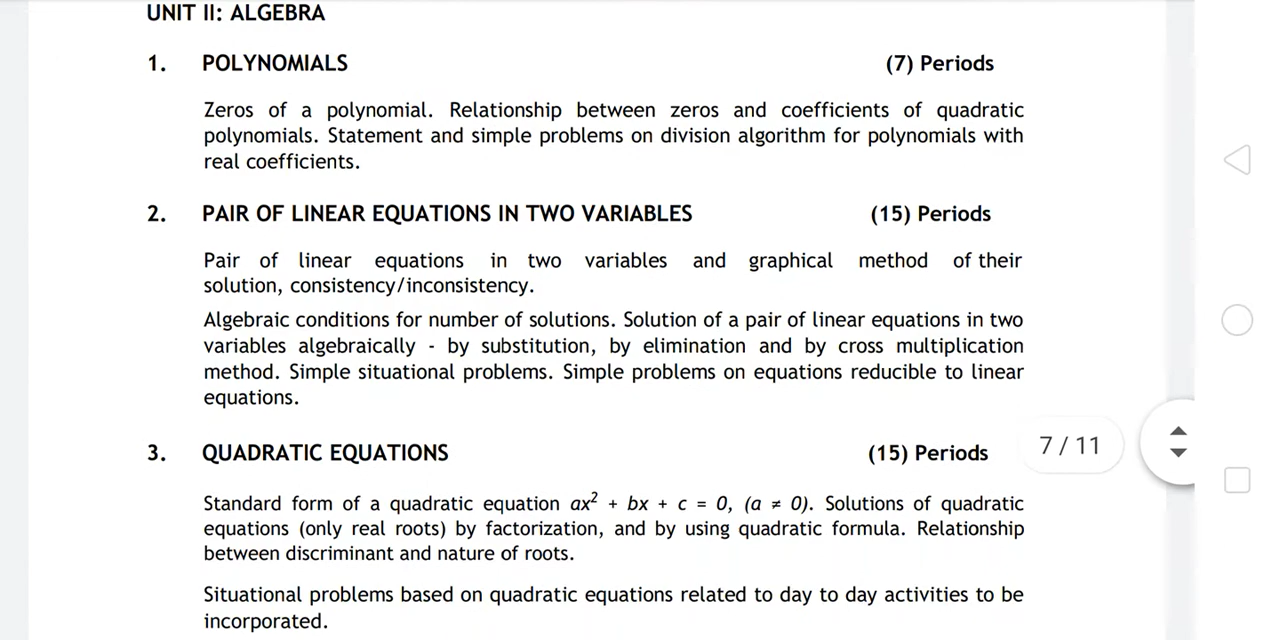 UNIT II: ALGEBRA
1. POLYNOMIALS (7) Periods
Zeros of a polynomial. Relationship between zeros and coefficients of quadratic
polynomials. Statement and simple problems on division algorithm for polynomials with
real coefficients.
2. PAIR OF LINEAR EQUATIONS IN TWO VARIABLES (15) Periods
Pair of linear equations in two variables and graphical method of their
solution, consistency/inconsistency.
Algebraic conditions for number of solutions. Solution of a pair of linear equations in two
variables algebraically - by substitution, by elimination and by cross multiplication
method. Simple situational problems. Simple problems on equations reducible to linear
equations.
3. QUADRATIC EQUATIONS (15) Periods
7 / 11
Standard form of a quadratic equation ax² + bx + c = 0, (a ≠ 0). Solutions of quadratic
equations (only real roots) by factorization, and by using quadratic formula. Relationship
between discriminant and nature of roots.
Situational problems based on quadratic equations related to day to day activities to be
incorporated.